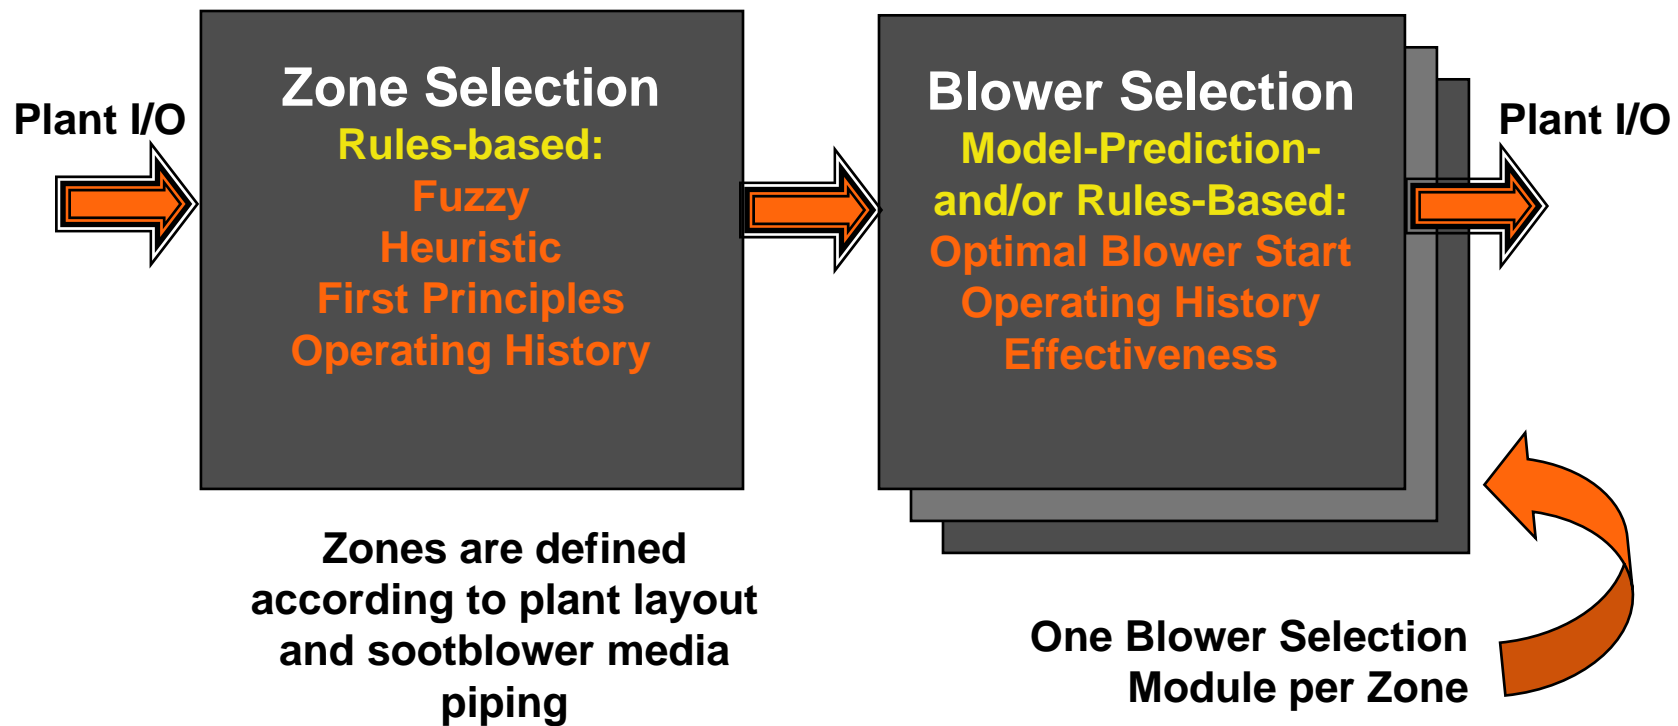 Plant I/O
Zone Selection
Rules-based:
Fuzzy
Heuristic
First Principles
Operating History
Zones are defined
according to plant layout
and sootblower media
piping
Blower Selection
Model-Prediction-
and/or Rules-Based:
Optimal Blower Start
Operating History
Effectiveness
Plant I/O
One Blower Selection
Module per Zone